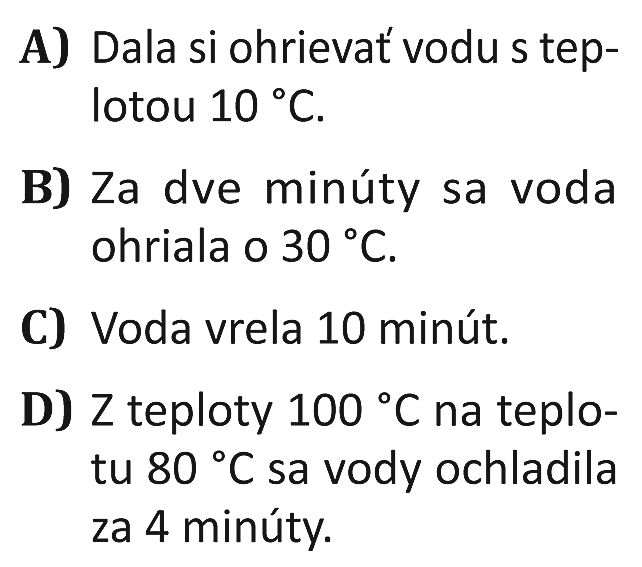 A) Dala si ohrievať vodu s tep-
lotou 10 °C.
B) Za dve minúty sa voda
ohriala o 30 °C.
C) Voda vrela 10 minút.
D) Z teploty 100 °C na teplo-
tu 80 °C sa vody ochladila
za 4 minúty.